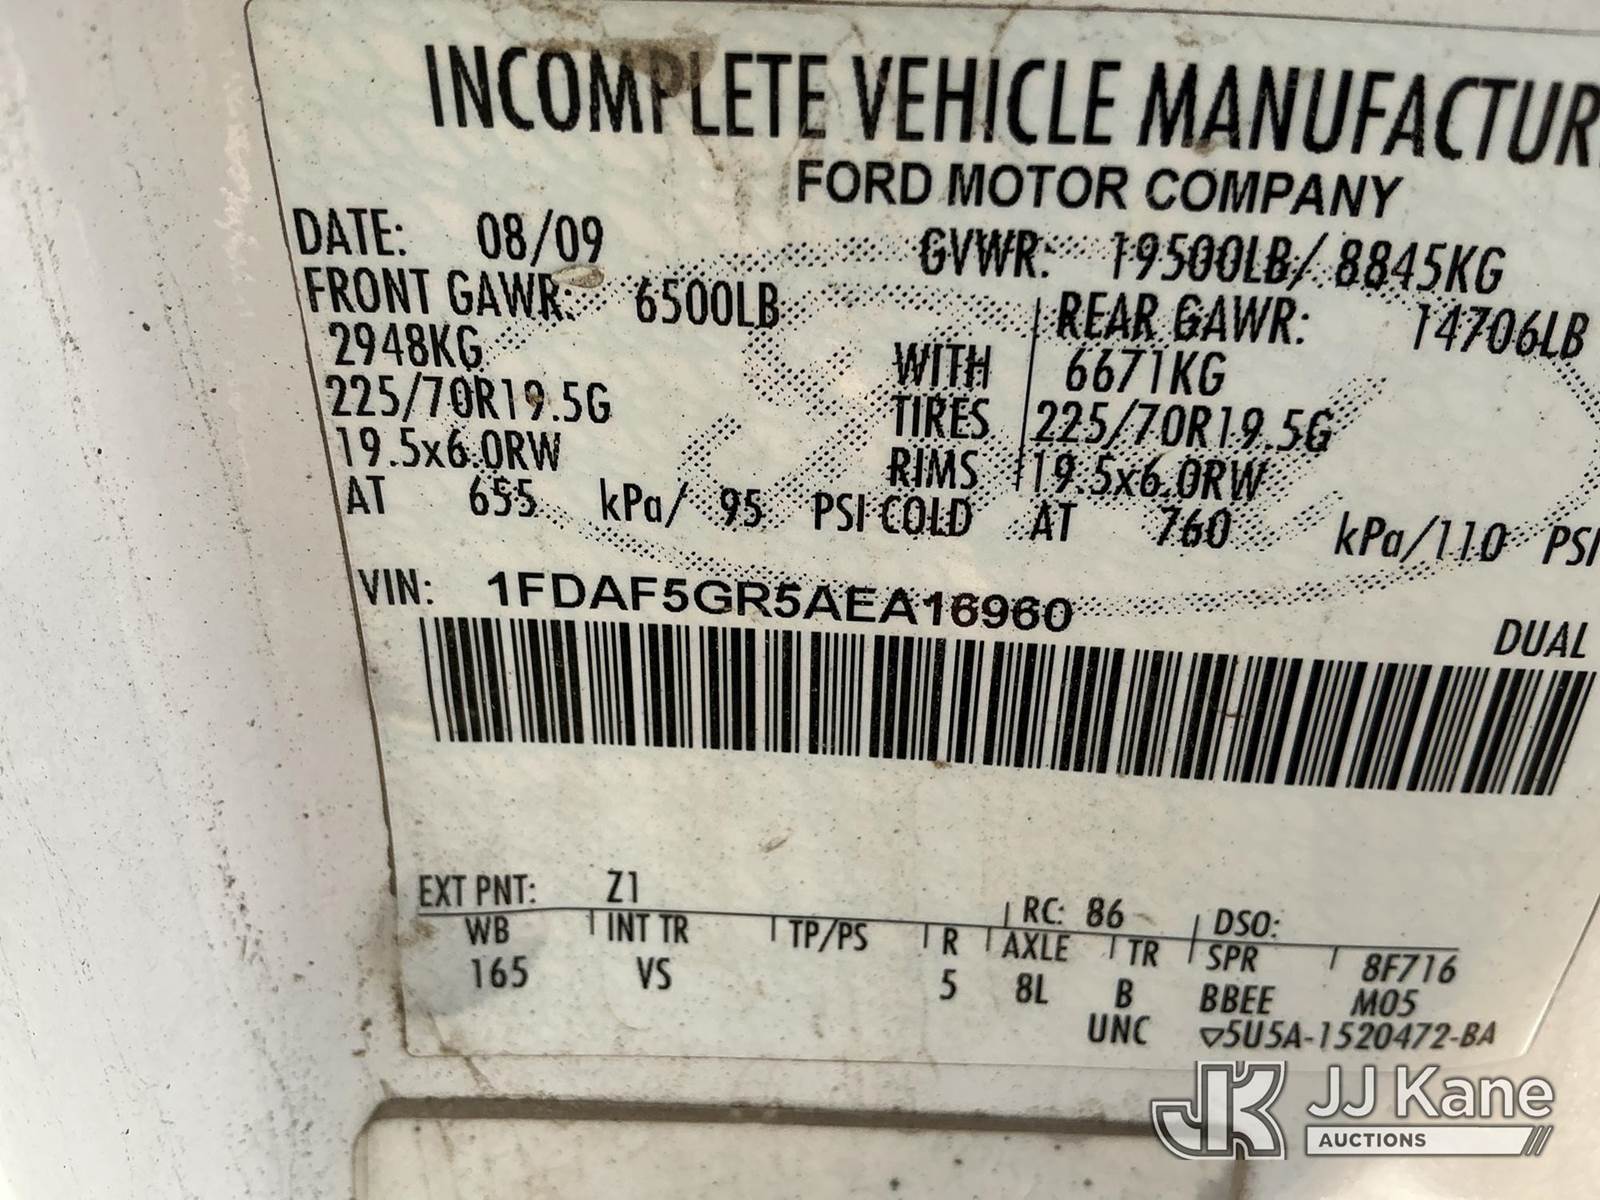 INCOMPLETE VEHICLE MANUFACTUR
FORD MOTOR COMPANY
DATE: 08/09 GVWR: 19500LB/ 8845KG
FRONT GAWR: 6500LB REAR GAWR: 14706LB
2948KG WITH 6671KG
225/70R19.5G TIRES 225/70R19.5G
19.5x6.0RW RIMS 19.5x6.0RW
AT 655 kPa/ 95 PSI COLD AT 760 kPa/110 PSI
VIN: 1FDAF5GR5AEA16960
DUAL
EXT PNT: Z1 RC: 86 DSO:
WB INT TR TP/PS R AXLE TR SPR 8F716
165 VS 5 8L B BBEE M05
UNC ▽5U5A-1520472-BA
JK JJ Kane
AUCTIONS